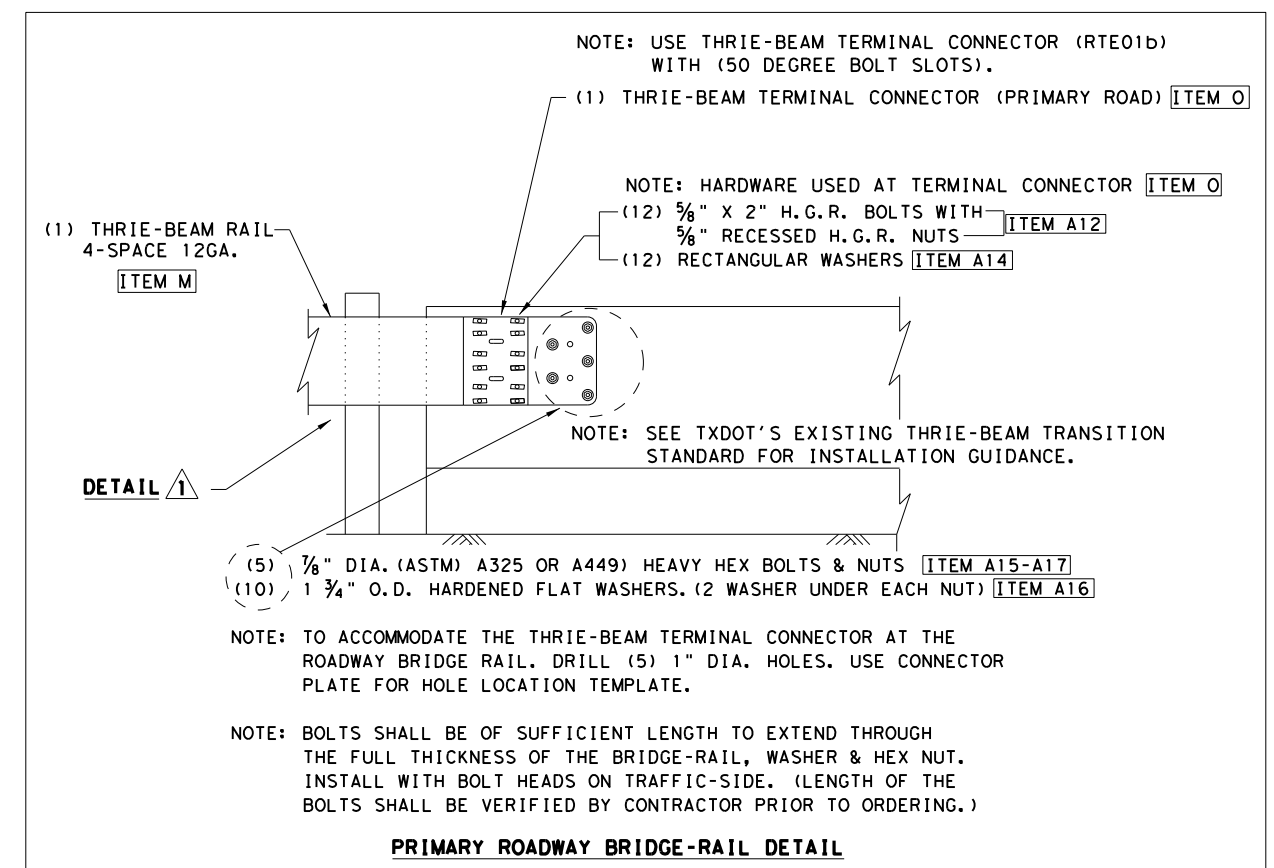 NOTE: USE THRIE-BEAM TERMINAL CONNECTOR (RTE01b)
WITH (50 DEGREE BOLT SLOTS).
(1) THRIE-BEAM TERMINAL CONNECTOR (PRIMARY ROAD) ITEM O
NOTE: HARDWARE USED AT TERMINAL CONNECTOR ITEM O
(12) 5/8" X 2" H.G.R. BOLTS WITH
5/8" RECESSED H.G.R. NUTS
ITEM A12
(12) RECTANGULAR WASHERS ITEM A14
(1) THRIE-BEAM RAIL
4-SPACE 12GA.
ITEM M
NOTE: SEE TXDOT'S EXISTING THRIE-BEAM TRANSITION
STANDARD FOR INSTALLATION GUIDANCE.
DETAIL 1
(5) 7/8" DIA. (ASTM) A325 OR A449) HEAVY HEX BOLTS & NUTS ITEM A15-A17
(10) 1 3/4" O.D. HARDENED FLAT WASHERS. (2 WASHER UNDER EACH NUT) ITEM A16
NOTE: TO ACCOMMODATE THE THRIE-BEAM TERMINAL CONNECTOR AT THE
ROADWAY BRIDGE RAIL. DRILL (5) 1" DIA. HOLES. USE CONNECTOR
PLATE FOR HOLE LOCATION TEMPLATE.
NOTE: BOLTS SHALL BE OF SUFFICIENT LENGTH TO EXTEND THROUGH
THE FULL THICKNESS OF THE BRIDGE-RAIL, WASHER & HEX NUT.
INSTALL WITH BOLT HEADS ON TRAFFIC-SIDE. (LENGTH OF THE
BOLTS SHALL BE VERIFIED BY CONTRACTOR PRIOR TO ORDERING.)
PRIMARY ROADWAY BRIDGE-RAIL DETAIL